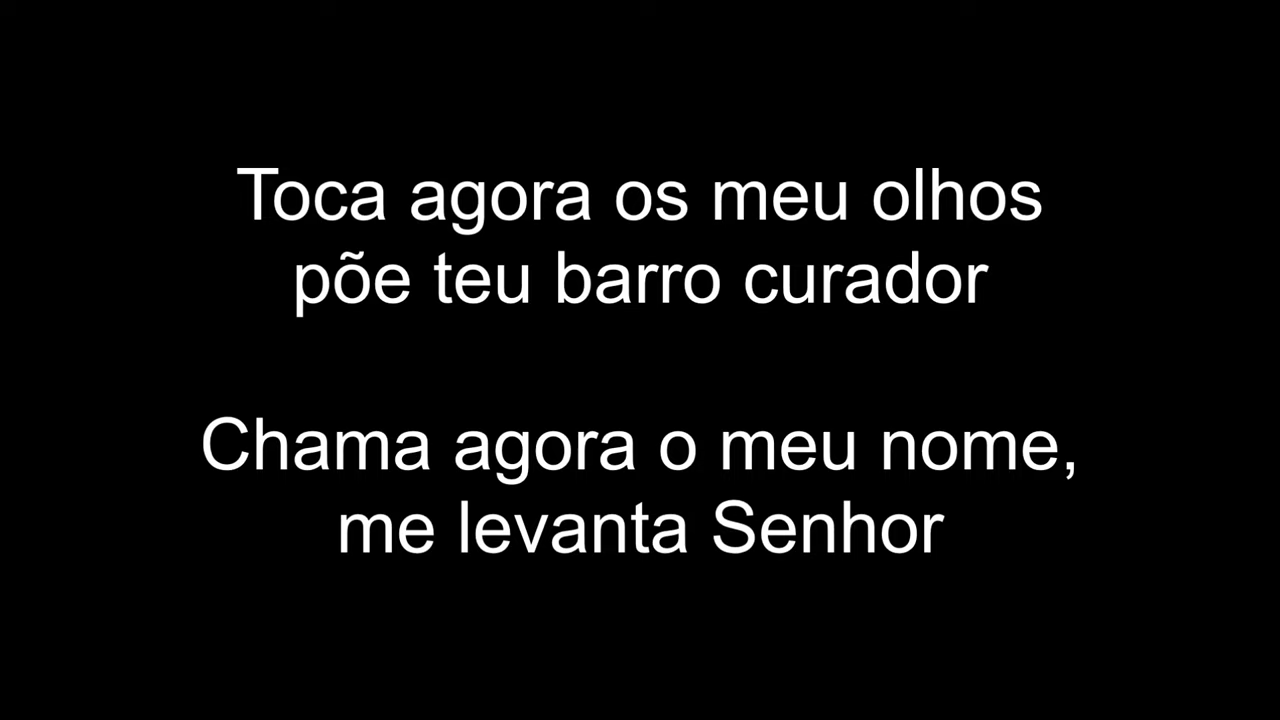 Toca agora os meu olhos
põe teu barro curador
Chama agora o meu nome,
me levanta Senhor